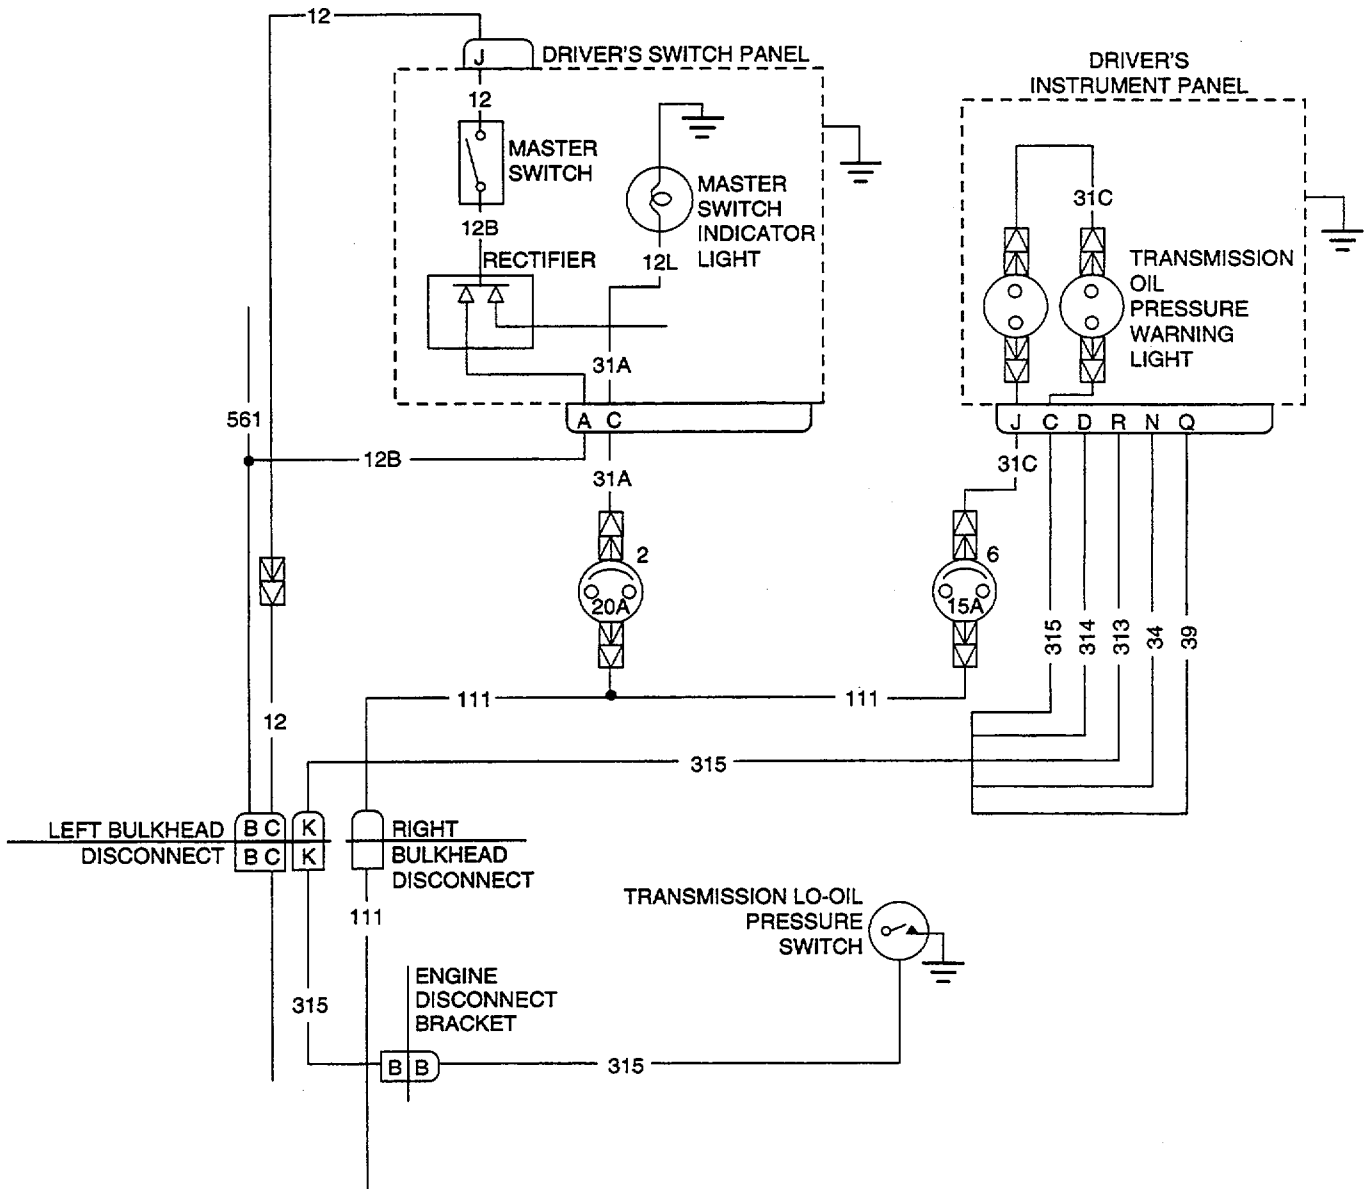 12
J
DRIVER'S SWITCH PANEL
DRIVER'S
INSTRUMENT PANEL
12
MASTER
SWITCH
MASTER
SWITCH
INDICATOR
LIGHT
31C
12B
RECTIFIER
12L
TRANSMISSION
OIL
PRESSURE
WARNING
LIGHT
31A
561
A C
J C D R N Q
12B
31A
31C
2
20A
6
15A
315
314
313
34
39
111
111
12
315
LEFT BULKHEAD
DISCONNECT
B C
K
B C
K
RIGHT
BULKHEAD
DISCONNECT
111
TRANSMISSION LO-OIL
PRESSURE
SWITCH
ENGINE
DISCONNECT
BRACKET
315
B B
315